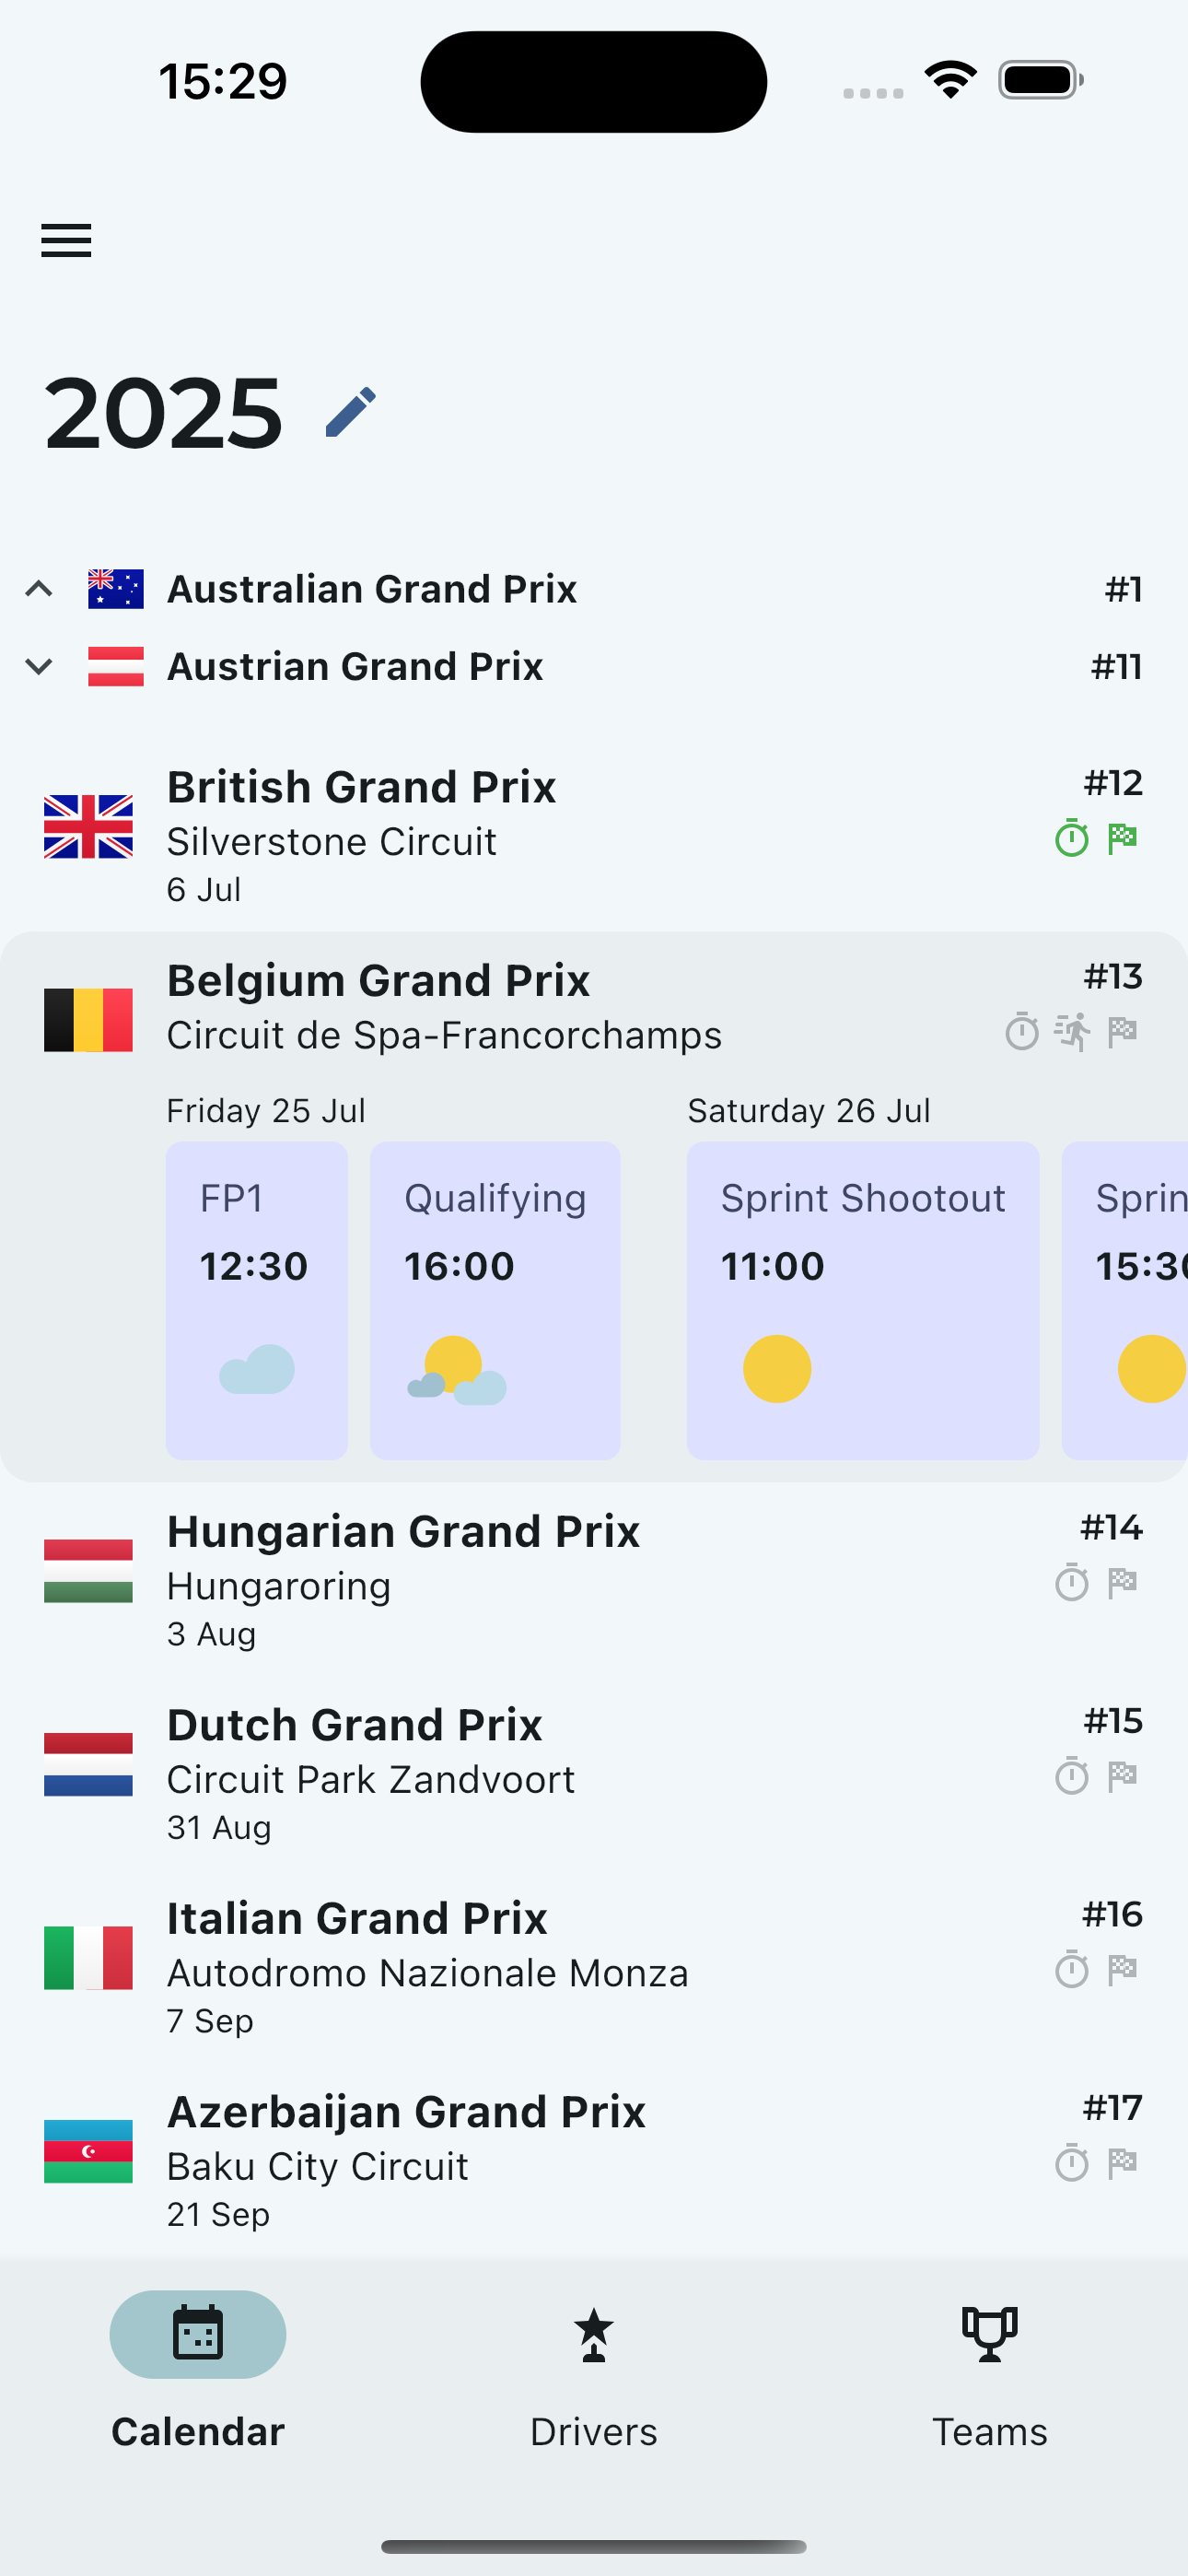 15:29
2025
Australian Grand Prix #1
Austrian Grand Prix #11
British Grand Prix #12
Silverstone Circuit
6 Jul
Belgium Grand Prix #13
Circuit de Spa-Francorchamps
Friday 25 Jul Saturday 26 Jul
FP1 Qualifying Sprint Shootout Sprin
12:30 16:00 11:00 15:30
Hungarian Grand Prix #14
Hungaroring
3 Aug
Dutch Grand Prix #15
Circuit Park Zandvoort
31 Aug
Italian Grand Prix #16
Autodromo Nazionale Monza
7 Sep
Azerbaijan Grand Prix #17
Baku City Circuit
21 Sep
Calendar Drivers Teams